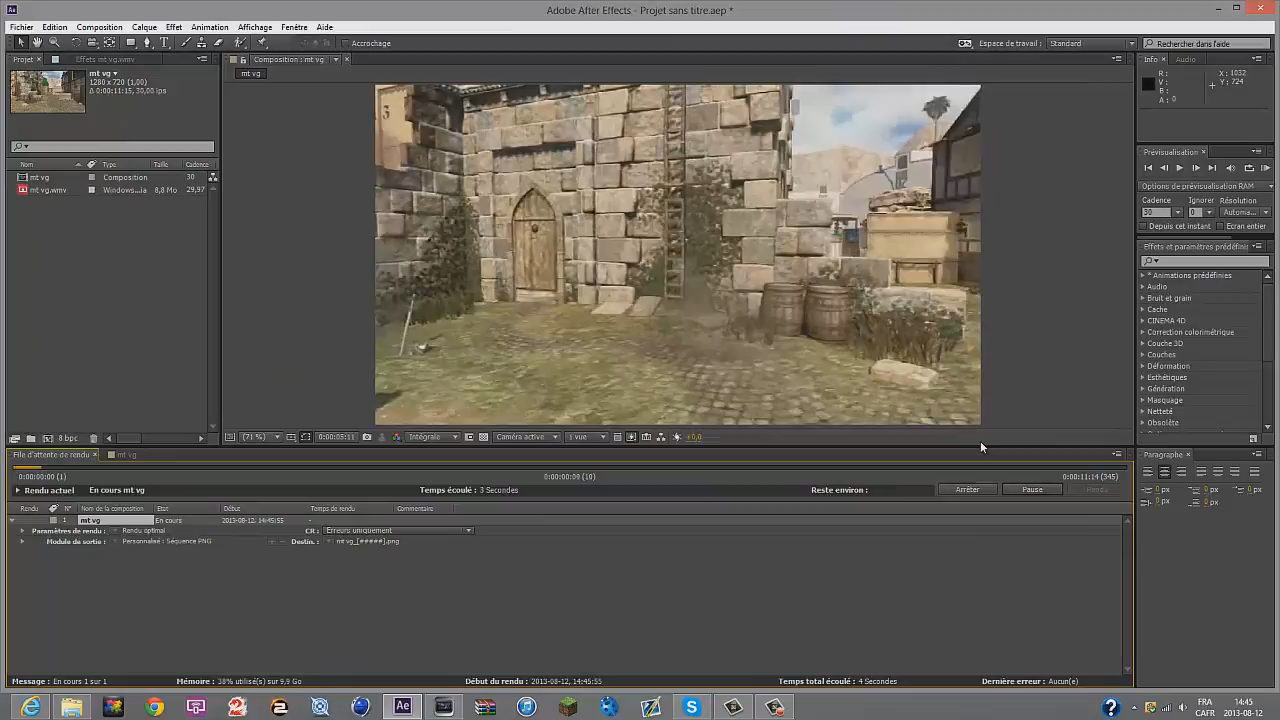 Adobe After Effects - Projet sans titre.aep *
Fichier Edition Composition Calque Effet Animation Affichage Fenêtre Aide
Accrochage
Espace de travail : Standard
Rechercher dans l'aide
Projet
Effets mt vg.wmv
Composition : mt vg
Info
Audio
mt vg
1280 x 720 (1,00)
Δ 0:00:11:15, 30,00 ips
mt vg
R :
V :
B :
A : 0
X : 1032
Y : 724
Nom Type Taille Cadence
mt vg Composition 30
mt vg.wmv Windows...ia 8,8 Mo 29,97
Prévisualisation
Options de prévisualisation RAM
Cadence Ignorer Résolution
30 0 Automa...
Depuis cet instant Ecran entier
Effets et paramètres prédéfinis
* Animations prédéfinies
Audio
Bruit et grain
Cache
CINEMA 4D
Correction colorimétrique
Couche 3D
Couches
Déformation
Esthétiques
Génération
Masquage
Netteté
Obsolète
3
8 bpc
(71 %) 0:00:05:11 Intégrale Caméra active 1 vue +0,0
File d'attente de rendu
mt vg
Paragraphe
0:00:00:00 (1) 0:00:00:09 (10) 0:00:11:14 (345)
Rendu actuel En cours mt vg Temps écoulé : 3 Secondes Reste environ : Arrêter Pause Rendu
Rendu # Nom de la composition Etat Début Temps de rendu Commentaire
1 mt vg En cours 2013-08-12, 14:45:55 -
Paramètres de rendu : Rendu optimal CR : Erreurs uniquement
Module de sortie : Personnalisé : Séquence PNG + - Destin. : mt vg_[#####].png
0 px 0 px
0 px 0 px
0 px
Message : En cours 1 sur 1 Mémoire : 38% utilisé(s) sur 9,9 Go Début du rendu : 2013-08-12, 14:45:55 Temps total écoulé : 4 Secondes Dernière erreur : Aucun(e)
Ae
FRA
CAFR
14:45
2013-08-12